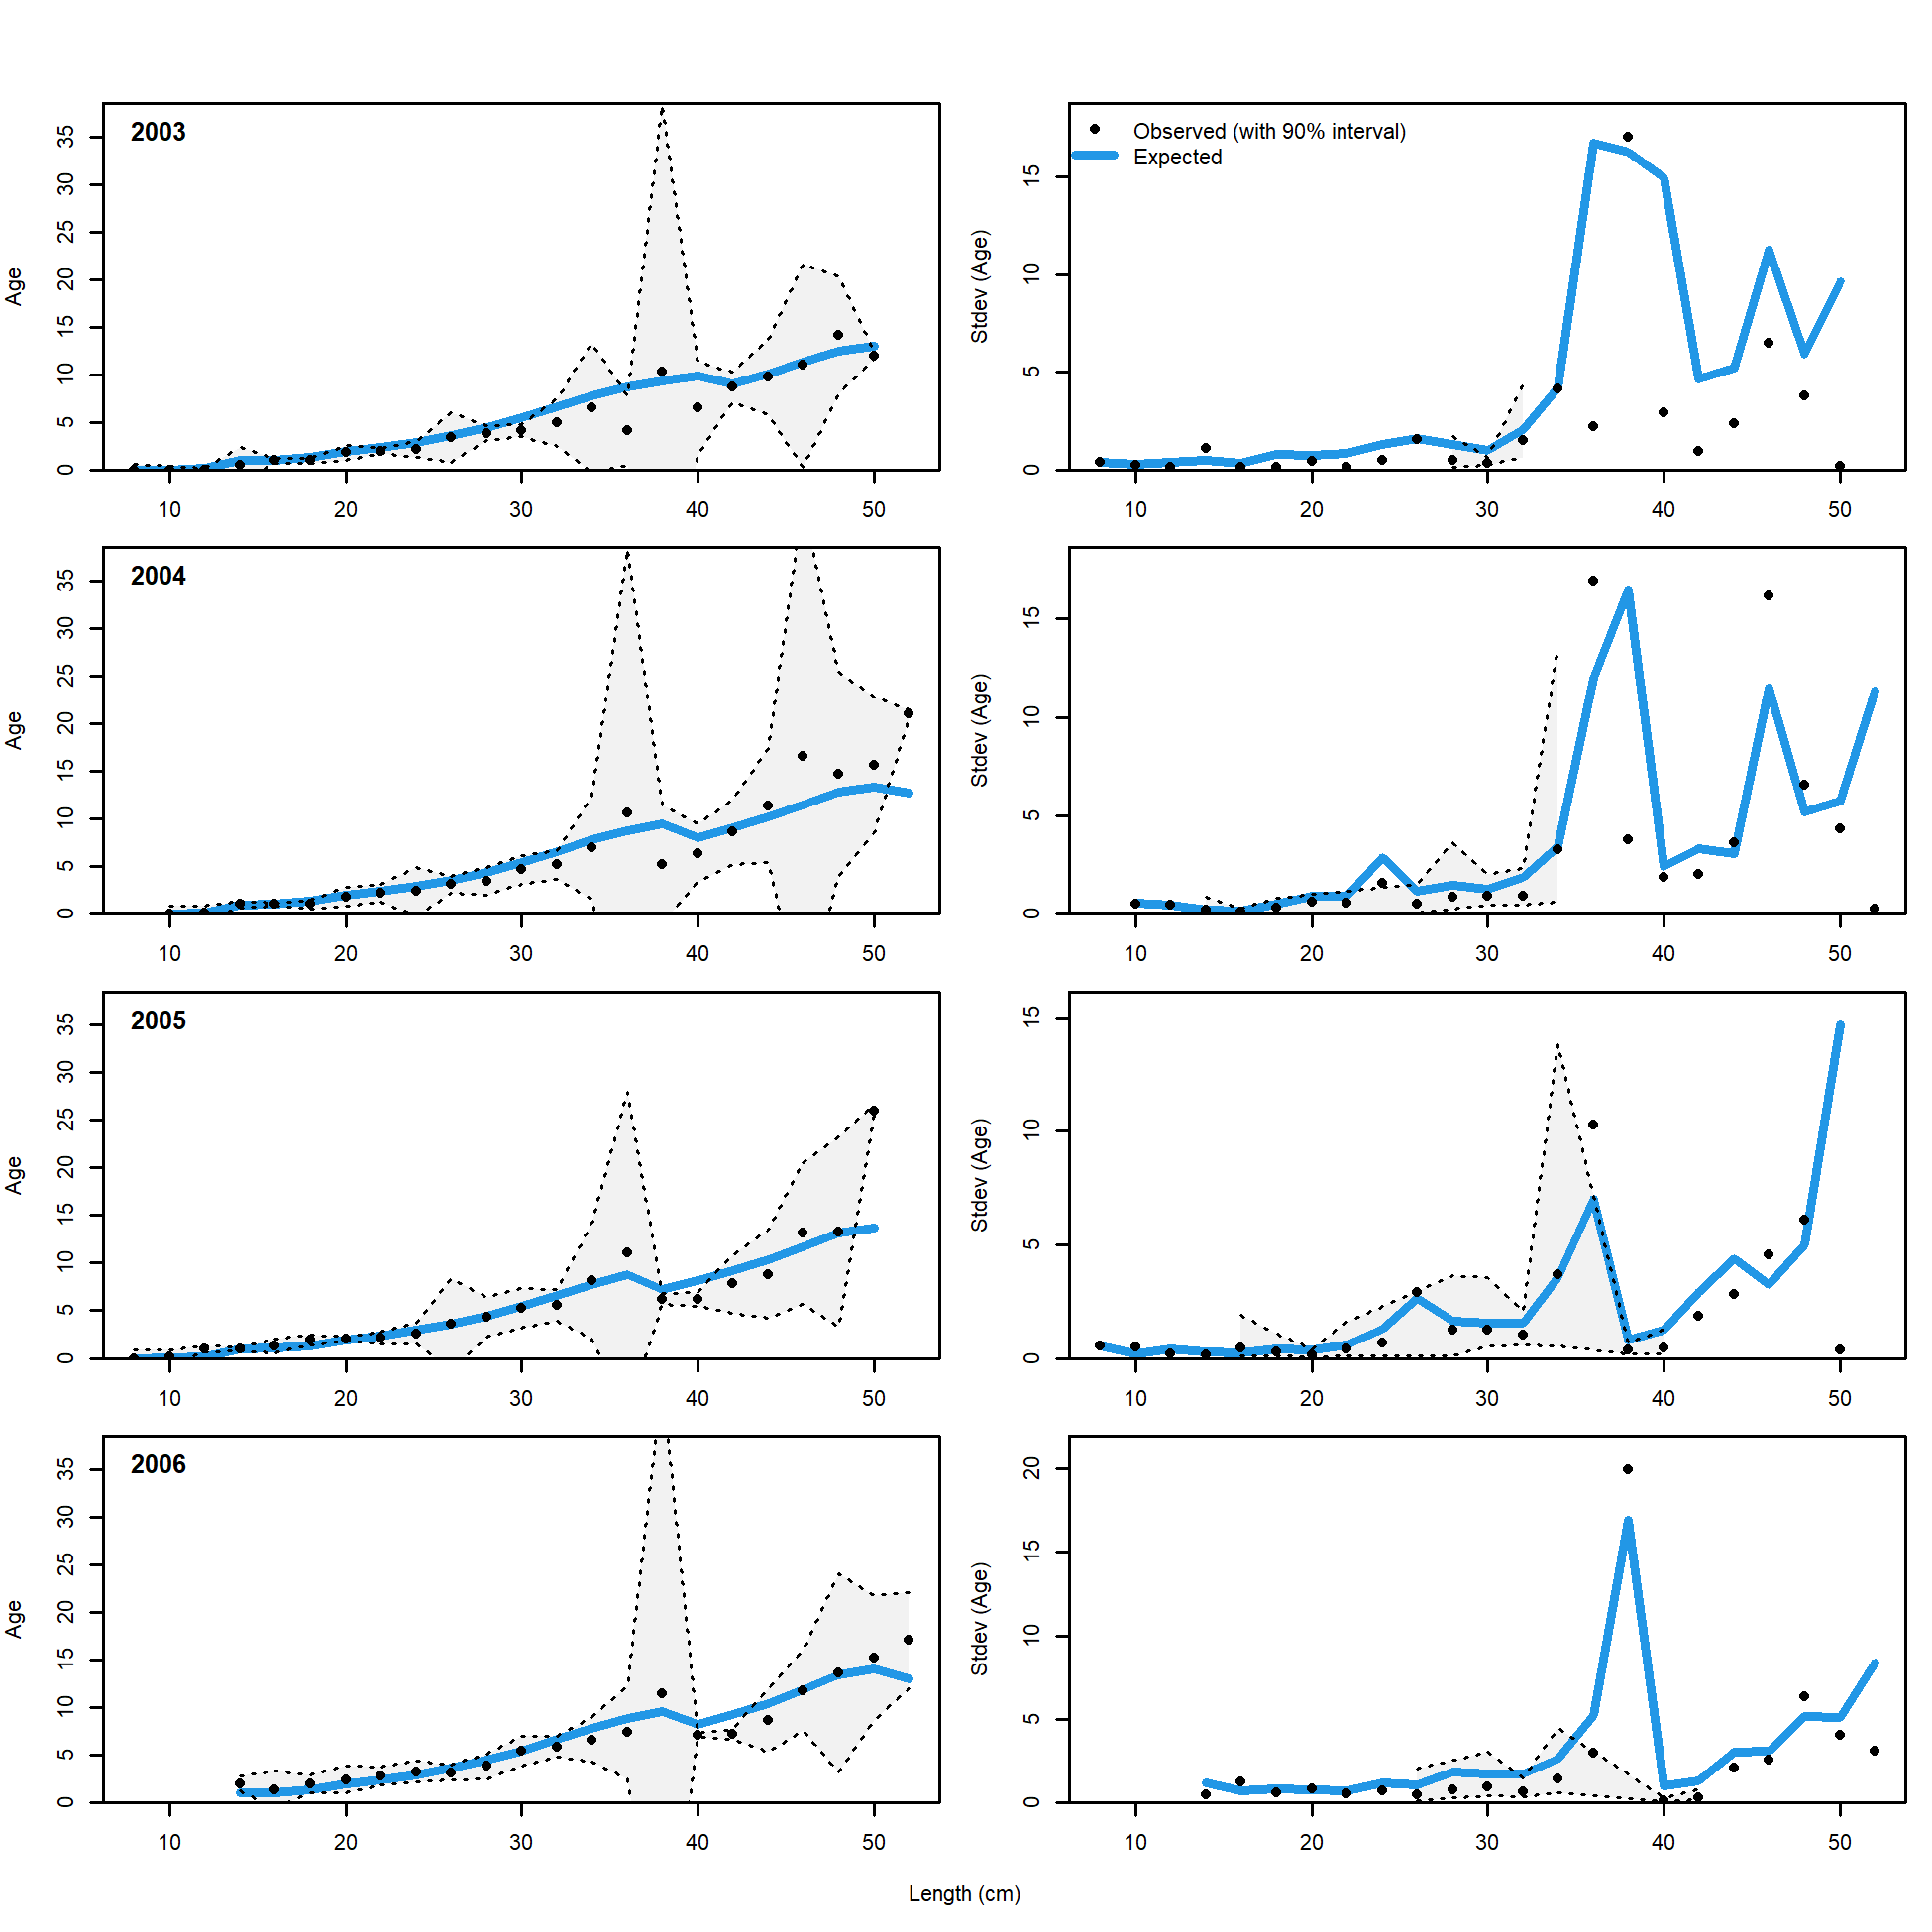 2003
Age
0 5 10 15 20 25 30 35
10 20 30 40 50
Observed (with 90% interval)
Expected
Stdev (Age)
0 5 10 15
10 20 30 40 50
2004
Age
0 5 10 15 20 25 30 35
10 20 30 40 50
Stdev (Age)
0 5 10 15
10 20 30 40 50
2005
Age
0 5 10 15 20 25 30 35
10 20 30 40 50
Stdev (Age)
0 5 10 15
10 20 30 40 50
2006
Age
0 5 10 15 20 25 30 35
10 20 30 40 50
Stdev (Age)
0 5 10 15 20
10 20 30 40 50
Length (cm)